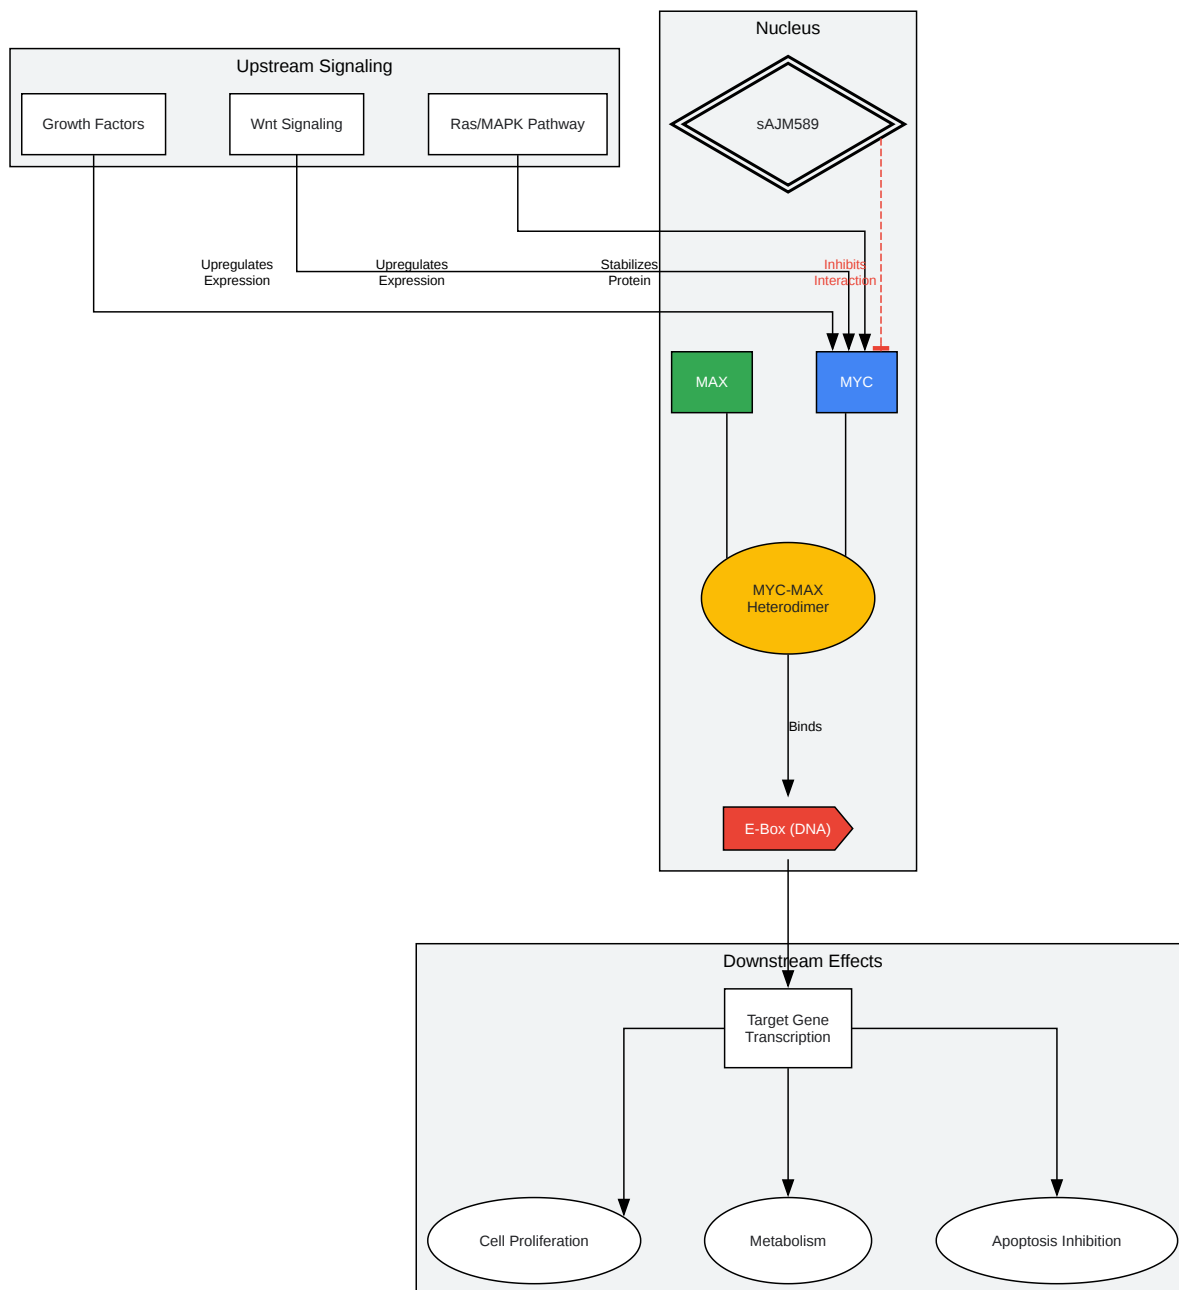 Nucleus
Upstream Signaling
Growth Factors
Wnt Signaling
Ras/MAPK Pathway
sAJM589
Upregulates
Expression
Upregulates
Expression
Stabilizes
Protein
Inhibits
Interaction
MAX
MYC
MYC-MAX
Heterodimer
Binds
E-Box (DNA)
Downstream Effects
Target Gene
Transcription
Cell Proliferation
Metabolism
Apoptosis Inhibition